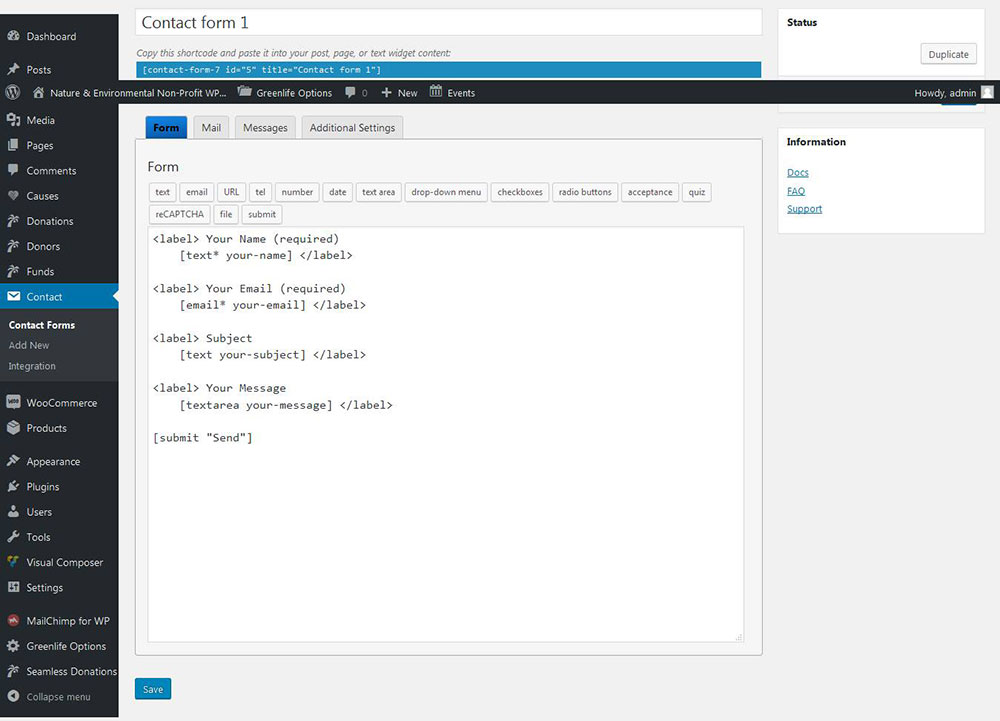 Contact form 1
Copy this shortcode and paste it into your post, page, or text widget content:
[contact-form-7 id="5" title="Contact form 1"]
Status
Duplicate
Nature & Environmental Non-Profit WP... Greenlife Options 0 New Events Howdy, admin
Dashboard
Posts
Media
Pages
Comments
Causes
Donations
Donors
Funds
Contact
Contact Forms
Add New
Integration
WooCommerce
Products
Appearance
Plugins
Users
Tools
Visual Composer
Settings
MailChimp for WP
Greenlife Options
Seamless Donations
Collapse menu
Form Mail Messages Additional Settings
Form
text email URL tel number date text area drop-down menu checkboxes radio buttons acceptance quiz
reCAPTCHA file submit
<label> Your Name (required)
[text* your-name] </label>
<label> Your Email (required)
[email* your-email] </label>
<label> Subject
[text your-subject] </label>
<label> Your Message
[textarea your-message] </label>
[submit "Send"]
Save
Information
Docs
FAQ
Support